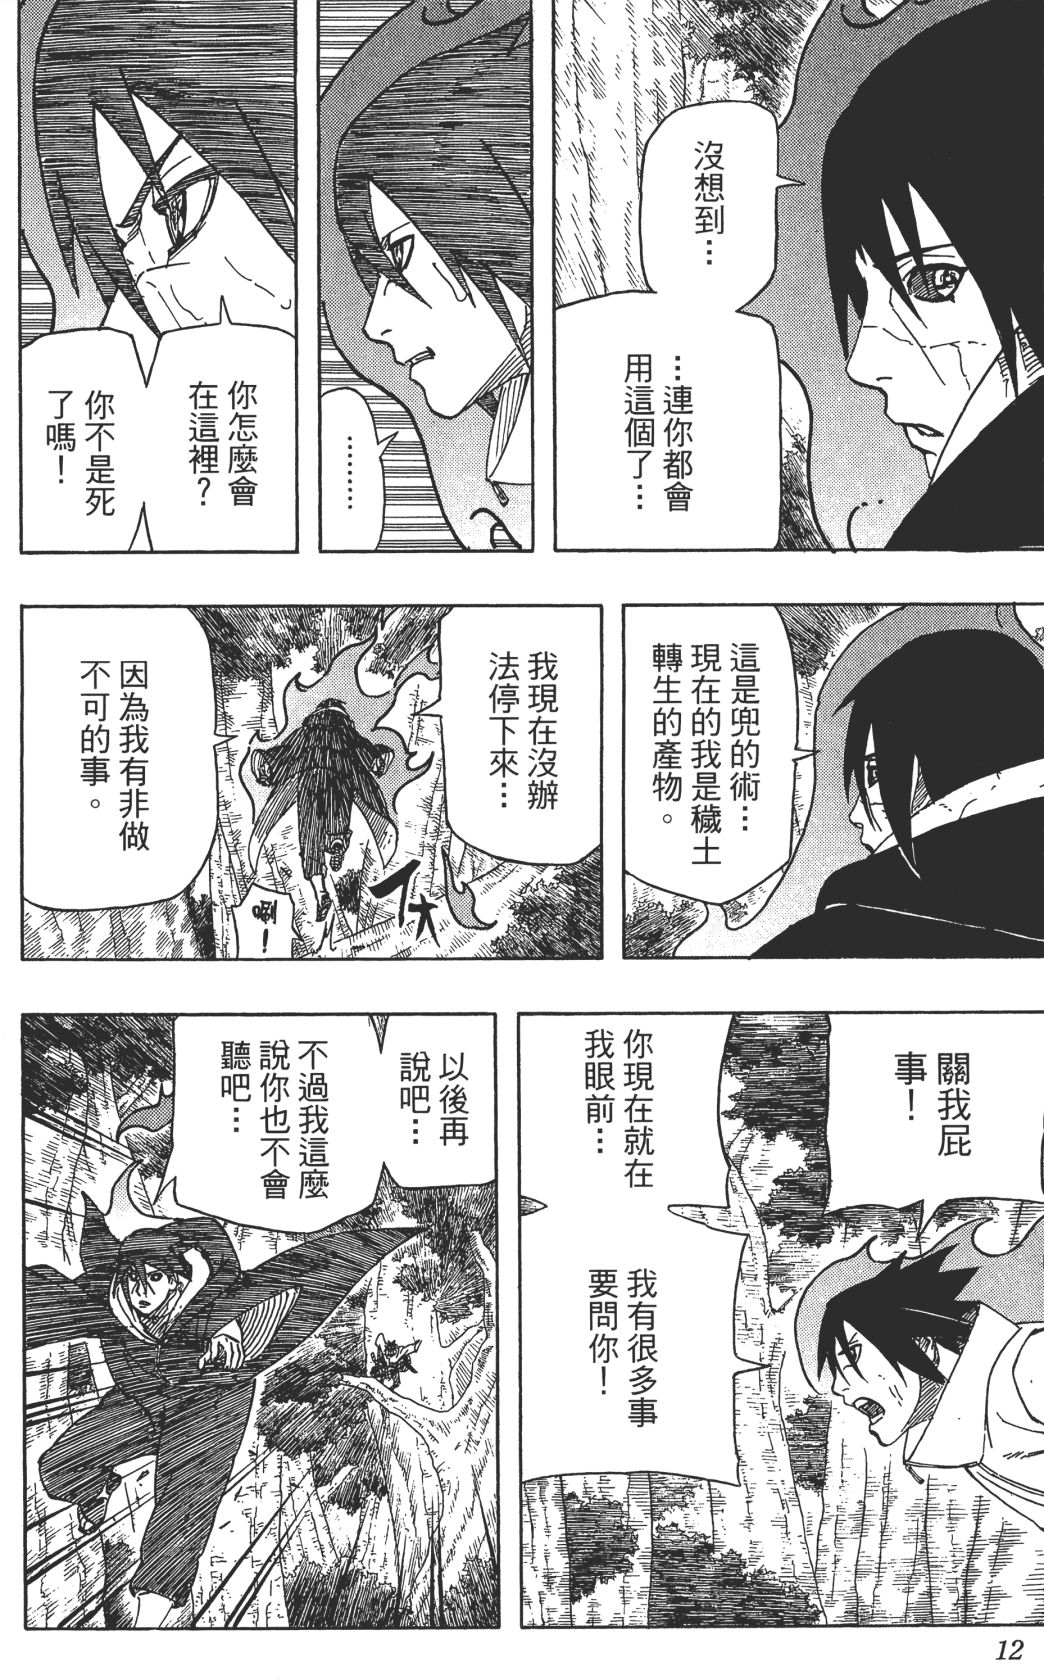 沒想到…
…連你都會
用這個了…
………
你怎麼會
在這裡?
你不是死
了嗎!
這是兜的術…
現在的我是穢土
轉生的產物。
我現在沒辦
法停下來…
因為我有非做
不可的事。
關我屁
事!
你現在就在
我眼前…
我有很多事
要問你!
以後再
說吧…
不過我這麼
說你也不會
聽吧…
12